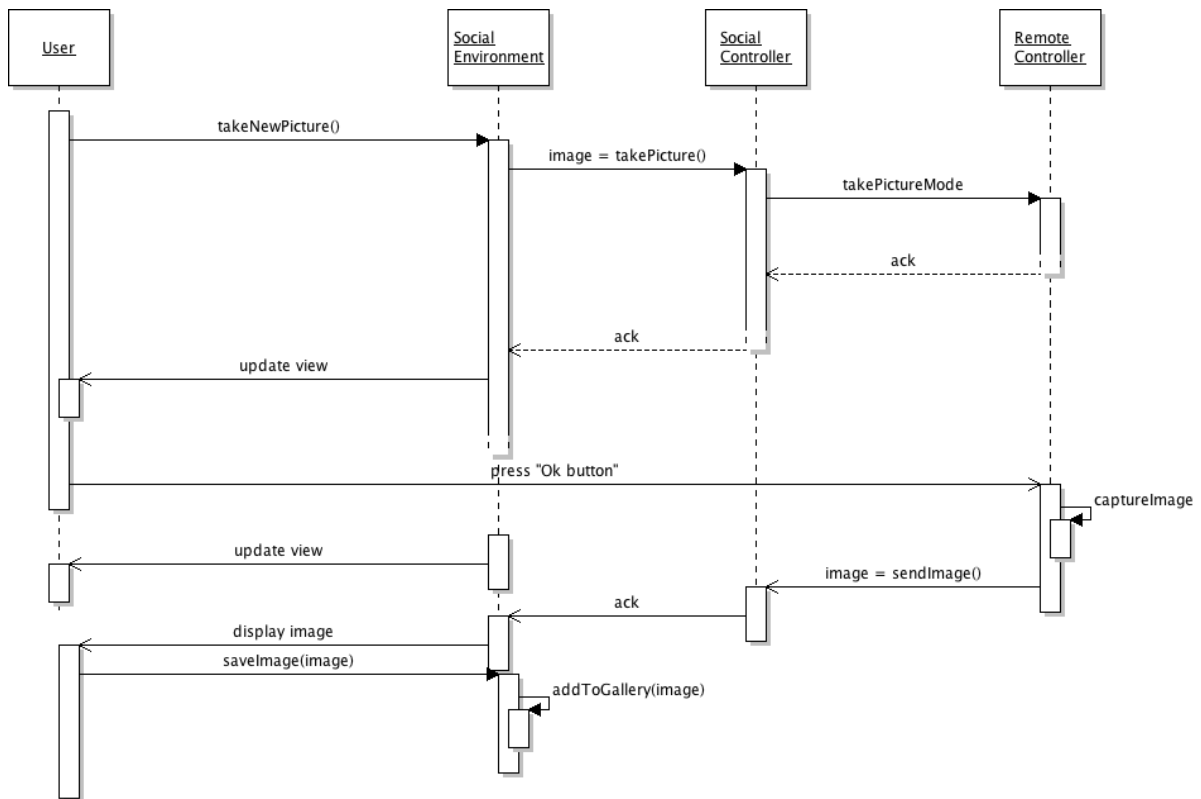 User
Social
Environment
Social
Controller
Remote
Controller
takeNewPicture()
image = takePicture()
takePictureMode
ack
ack
update view
press "Ok button"
captureImage
update view
image = sendImage()
ack
display image
saveImage(image)
addToGallery(image)